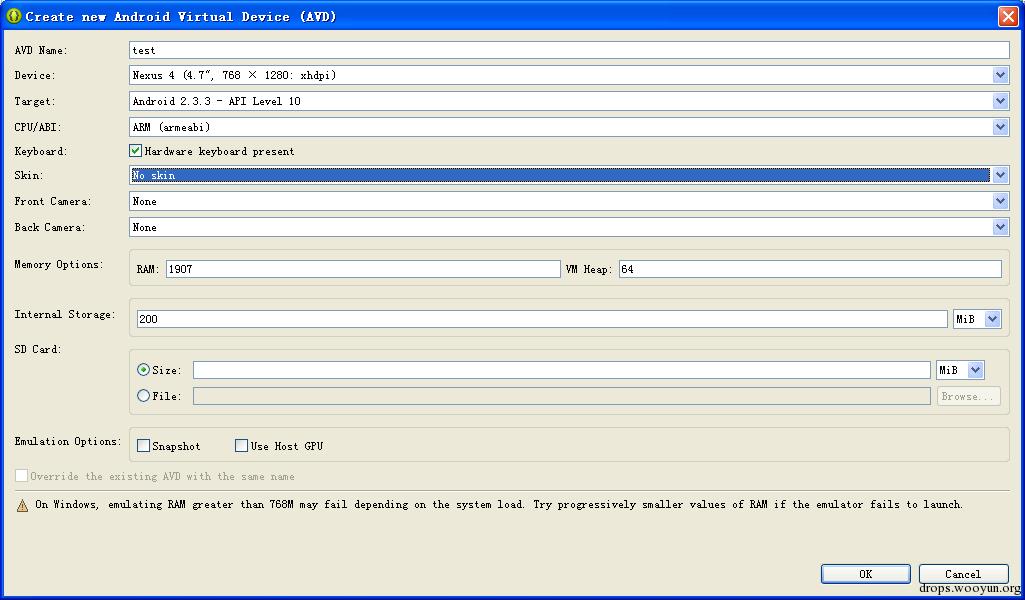 Create new Android Virtual Device (AVD)
AVD Name: test
Device: Nexus 4 (4.7", 768 × 1280: xhdpi)
Target: Android 2.3.3 - API Level 10
CPU/ABI: ARM (armeabi)
Keyboard: Hardware keyboard present
Skin: No skin
Front Camera: None
Back Camera: None
Memory Options: RAM: 1907 VM Heap: 64
Internal Storage: 200 MiB
SD Card:
Size: MiB
File: Browse...
Emulation Options: Snapshot Use Host GPU
Override the existing AVD with the same name
On Windows, emulating RAM greater than 768M may fail depending on the system load. Try progressively smaller values of RAM if the emulator fails to launch.
OK Cancel
drops.wooyun.org